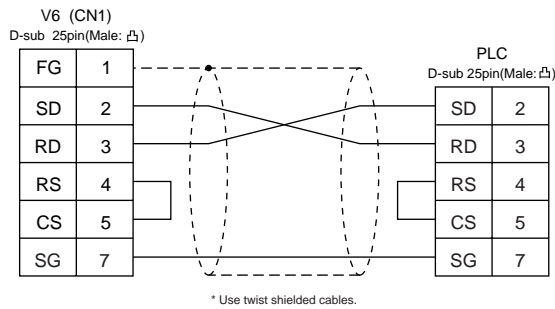 V6 (CN1)
D-sub 25pin(Male: 凸)
FG 1
SD 2
RD 3
RS 4
CS 5
SG 7
PLC
D-sub 25pin(Male: 凸)
SD 2
RD 3
RS 4
CS 5
SG 7
* Use twist shielded cables.